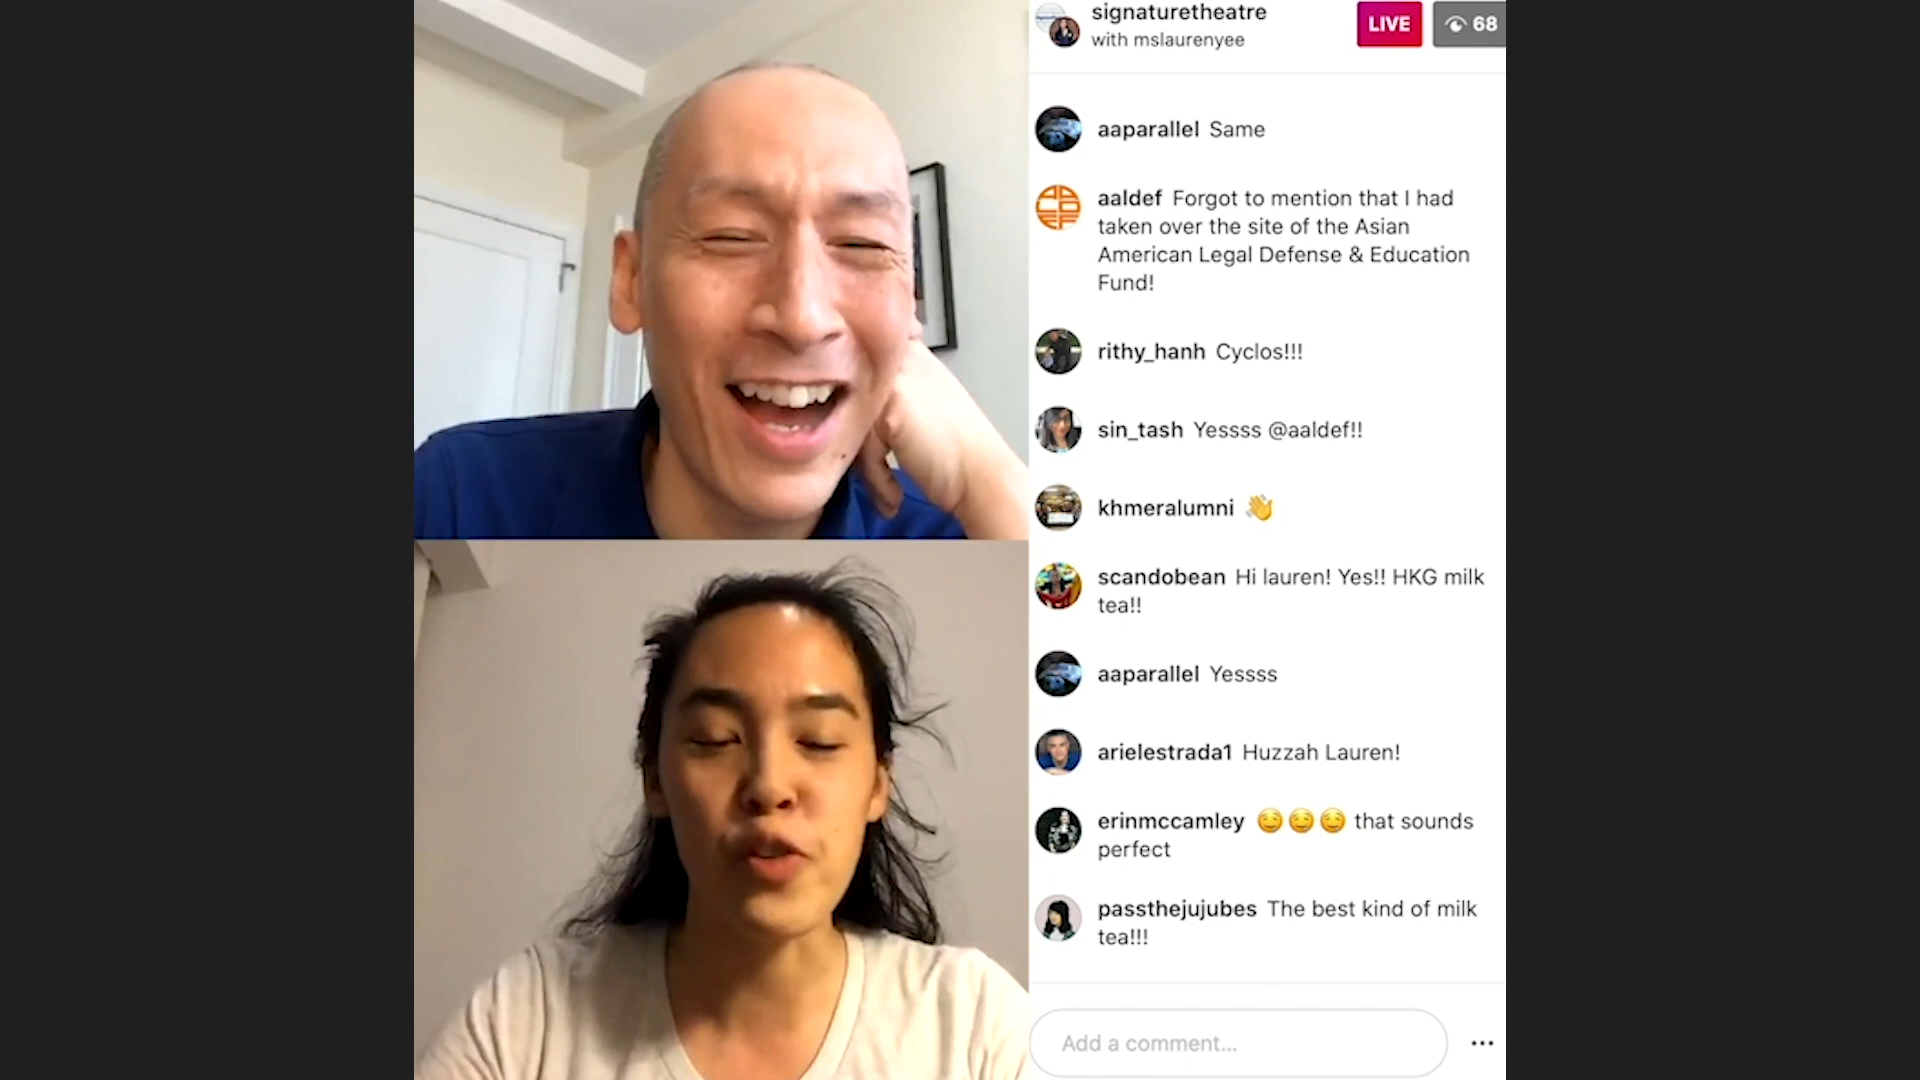 signaturetheatre
with mslaurenyee
LIVE
68
aaparallel Same
aaldef Forgot to mention that I had
taken over the site of the Asian
American Legal Defense & Education
Fund!
rithy_hanh Cyclos!!!
sin_tash Yessss @aaldef!!
khmeralumni 👋
scandobean Hi lauren! Yes!! HKG milk
tea!!
aaparallel Yessss
arielestrada1 Huzzah Lauren!
erinmccamley 🤤🤤🤤 that sounds
perfect
passthejujubes The best kind of milk
tea!!!
Add a comment...